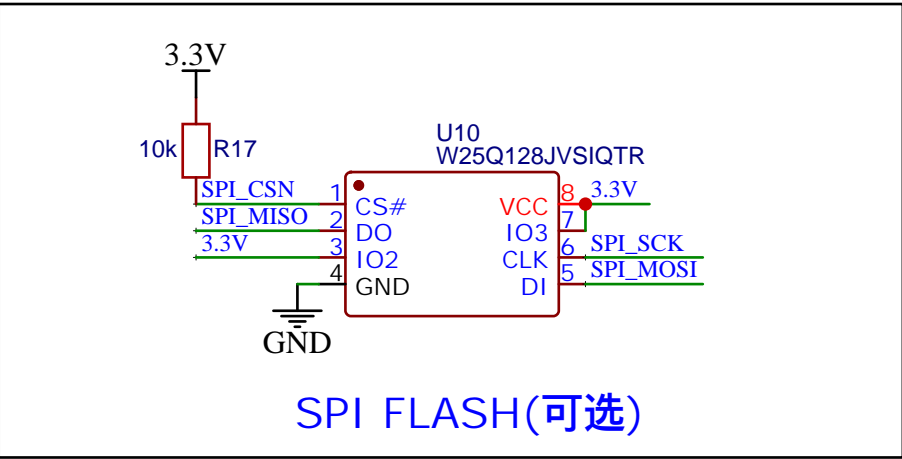 3.3V
10k R17
U10
W25Q128JVSIQTR
SPI_CSN 1 CS# VCC 8 3.3V
SPI_MISO 2 DO IO3 7
3.3V 3 IO2 CLK 6 SPI_SCK
4 GND DI 5 SPI_MOSI
GND
SPI FLASH(可选)